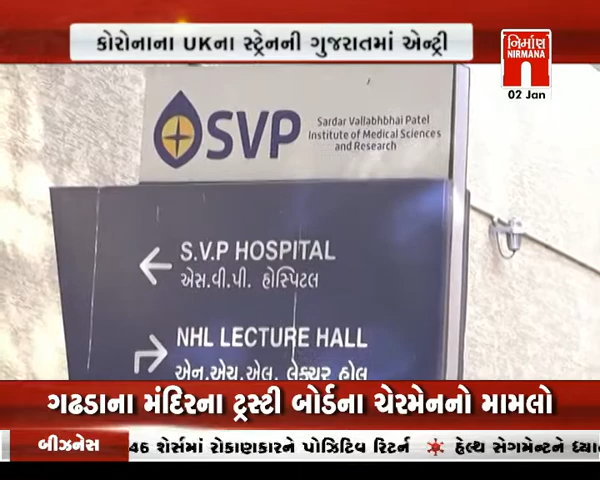 કોરોનાના UKના સ્ટ્રેનની ગુજરાતમાં એન્ટ્રી
નિર્માણ
NIRMANA
02 Jan
SVP
Sardar Vallabhbhai Patel
Institute of Medical Sciences
and Research
S.V.P HOSPITAL
એસ.વી.પી. હોસ્પિટલ
NHL LECTURE HALL
એન.એચ.એલ. લેક્ચર હોલ
ગઢડાના મંદિરના ટ્રસ્ટી બોર્ડના ચેરમેનનો મામલો
બીઝનેસ
46 શેર્સમાં રોકાણકારને પોઝિટિવ રિટર્ન
હેલ્થ સેગમેન્ટને